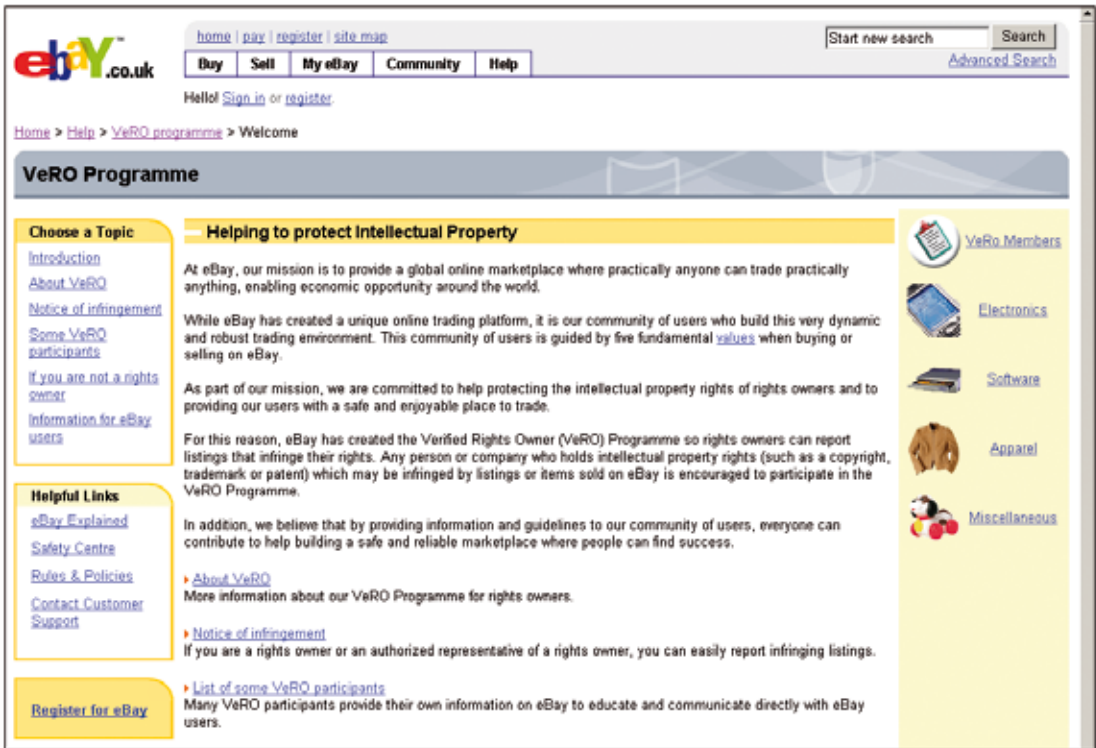 ebaY™.co.uk
home | pay | register | site map
Start new search Search
Buy Sell My eBay Community Help
Advanced Search
Hello! Sign in or register.
Home > Help > VeRO programme > Welcome
VeRO Programme
Choose a Topic
Introduction
About VeRO
Notice of infringement
Some VeRO
participants
If you are not a rights
owner
Information for eBay
users
Helpful Links
eBay Explained
Safety Centre
Rules & Policies
Contact Customer
Support
Register for eBay
Helping to protect Intellectual Property
At eBay, our mission is to provide a global online marketplace where practically anyone can trade practically
anything, enabling economic opportunity around the world.
While eBay has created a unique online trading platform, it is our community of users who build this very dynamic
and robust trading environment. This community of users is guided by five fundamental values when buying or
selling on eBay.
As part of our mission, we are committed to help protecting the intellectual property rights of rights owners and to
providing our users with a safe and enjoyable place to trade.
For this reason, eBay has created the Verified Rights Owner (VeRO) Programme so rights owners can report
listings that infringe their rights. Any person or company who holds intellectual property rights (such as a copyright,
trademark or patent) which may be infringed by listings or items sold on eBay is encouraged to participate in the
VeRO Programme.
In addition, we believe that by providing information and guidelines to our community of users, everyone can
contribute to help building a safe and reliable marketplace where people can find success.
About VeRO
More information about our VeRO Programme for rights owners.
Notice of infringement
If you are a rights owner or an authorized representative of a rights owner, you can easily report infringing listings.
List of some VeRO participants
Many VeRO participants provide their own information on eBay to educate and communicate directly with eBay
users.
VeRo Members
Electronics
Software
Apparel
Miscellaneous